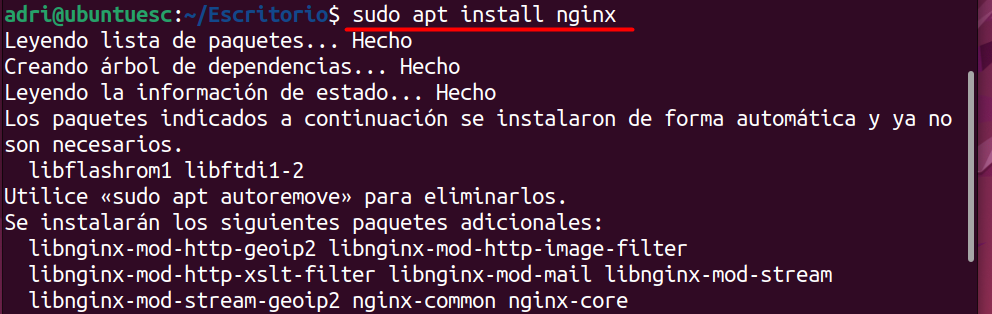 adri@ubuntuesc:~/Escritorio$ sudo apt install nginx
Leyendo lista de paquetes... Hecho
Creando árbol de dependencias... Hecho
Leyendo la información de estado... Hecho
Los paquetes indicados a continuación se instalaron de forma automática y ya no
son necesarios.
  libflashrom1 libftdi1-2
Utilice «sudo apt autoremove» para eliminarlos.
Se instalarán los siguientes paquetes adicionales:
  libnginx-mod-http-geoip2 libnginx-mod-http-image-filter
  libnginx-mod-http-xslt-filter libnginx-mod-mail libnginx-mod-stream
  libnginx-mod-stream-geoip2 nginx-common nginx-core